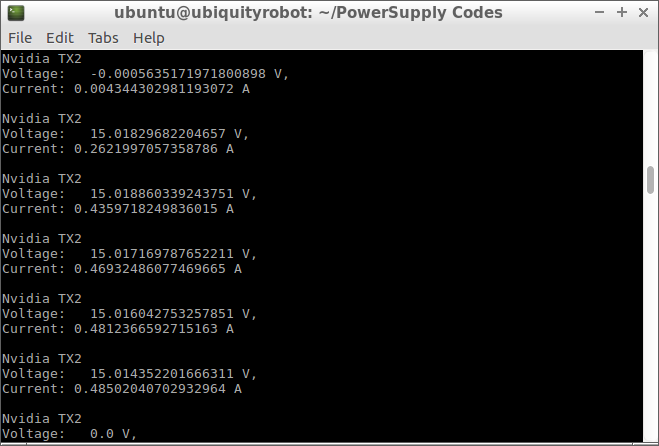 ubuntu@ubiquityrobot: ~/PowerSupply Codes
File Edit Tabs Help
Nvidia TX2
Voltage:   -0.0005635171971800898 V,
Current: 0.004344302981193072 A
Nvidia TX2
Voltage:   15.01829682204657 V,
Current: 0.2621997057358786 A
Nvidia TX2
Voltage:   15.018860339243751 V,
Current: 0.4359718249836015 A
Nvidia TX2
Voltage:   15.017169787652211 V,
Current: 0.46932486077469665 A
Nvidia TX2
Voltage:   15.016042753257851 V,
Current: 0.4812366592715163 A
Nvidia TX2
Voltage:   15.014352201666311 V,
Current: 0.48502040702932964 A
Nvidia TX2
Voltage:   0.0 V,